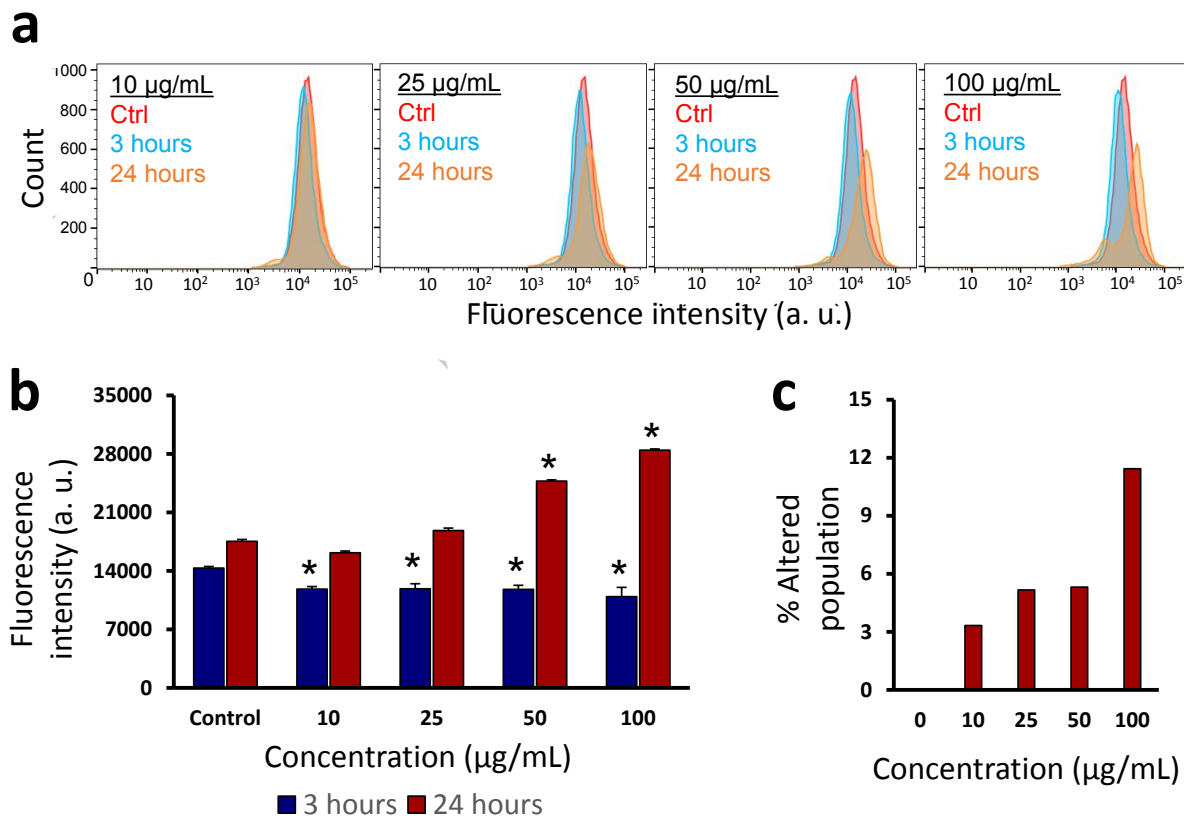 a
10 µg/mL
Ctrl
3 hours
24 hours
25 µg/mL
Ctrl
3 hours
24 hours
50 µg/mL
Ctrl
3 hours
24 hours
100 µg/mL
Ctrl
3 hours
24 hours
Count
1000
800
600
400
200
0
10 10² 10³ 10⁴ 10⁵
10 10² 10³ 10⁴ 10⁵
10 10² 10³ 10⁴ 10⁵
10 10² 10³ 10⁴ 10⁵
Fluorescence intensity (a. u.)
b
Fluorescence
intensity (a. u.)
35000
28000
21000
14000
7000
0
* * * * * *
Control 10 25 50 100
Concentration (µg/mL)
3 hours 24 hours
c
% Altered
population
15
12
9
6
3
0
0 10 25 50 100
Concentration (µg/mL)